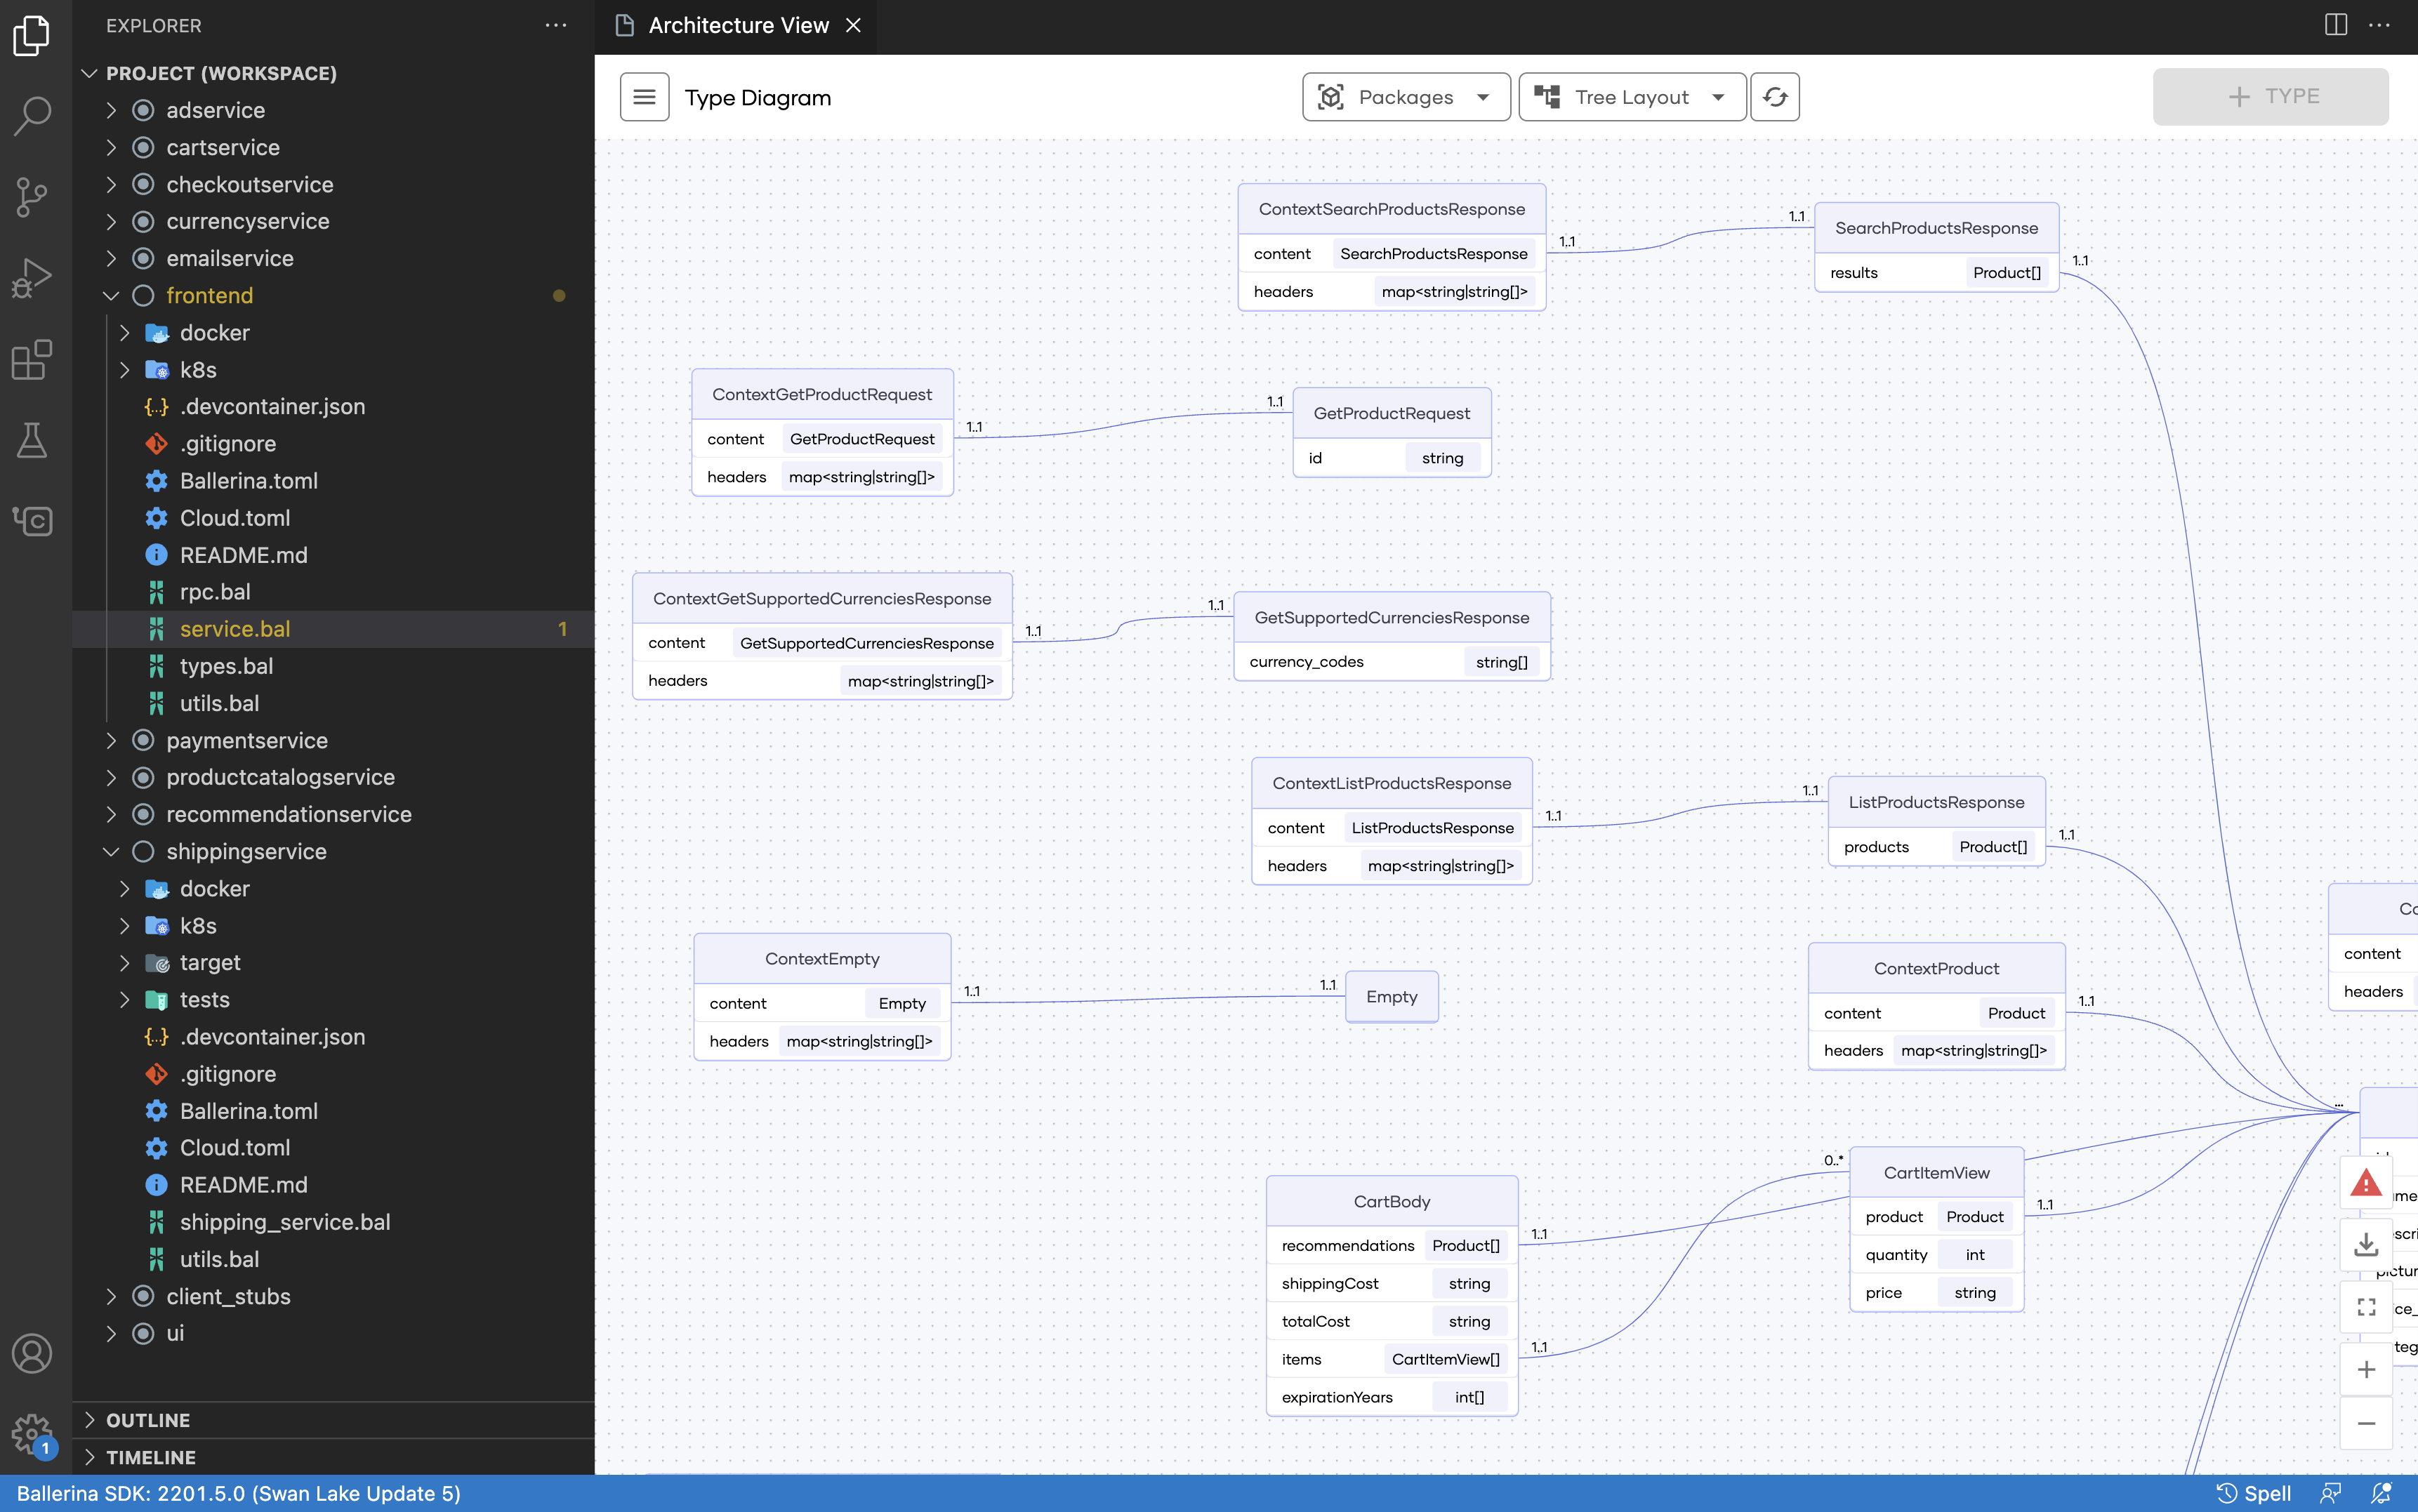 EXPLORER
PROJECT (WORKSPACE)
adservice
cartservice
checkoutservice
currencyservice
emailservice
frontend
docker
k8s
{..} .devcontainer.json
.gitignore
Ballerina.toml
Cloud.toml
README.md
rpc.bal
service.bal 1
types.bal
utils.bal
paymentservice
productcatalogservice
recommendationservice
shippingservice
docker
k8s
target
tests
{..} .devcontainer.json
.gitignore
Ballerina.toml
Cloud.toml
README.md
shipping_service.bal
utils.bal
client_stubs
ui
OUTLINE
TIMELINE
1
Architecture View
Type Diagram
Packages
Tree Layout
+ TYPE
ContextSearchProductsResponse
content SearchProductsResponse
headers map<string|string[]>
1..1
1..1
SearchProductsResponse
results Product[]
1..1
ContextGetProductRequest
content GetProductRequest
headers map<string|string[]>
1..1
1..1
GetProductRequest
id string
ContextGetSupportedCurrenciesResponse
content GetSupportedCurrenciesResponse
headers map<string|string[]>
1..1
1..1
GetSupportedCurrenciesResponse
currency_codes string[]
ContextListProductsResponse
content ListProductsResponse
headers map<string|string[]>
1..1
1..1
ListProductsResponse
products Product[]
1..1
ContextEmpty
content Empty
headers map<string|string[]>
1..1
1..1
Empty
ContextProduct
content Product
headers map<string|string[]>
1..1
Co
content
headers
...
CartBody
recommendations Product[]
shippingCost string
totalCost string
items CartItemView[]
expirationYears int[]
1..1
1..1
0..*
CartItemView
product Product
quantity int
price string
1..1
Ballerina SDK: 2201.5.0 (Swan Lake Update 5)
Spell